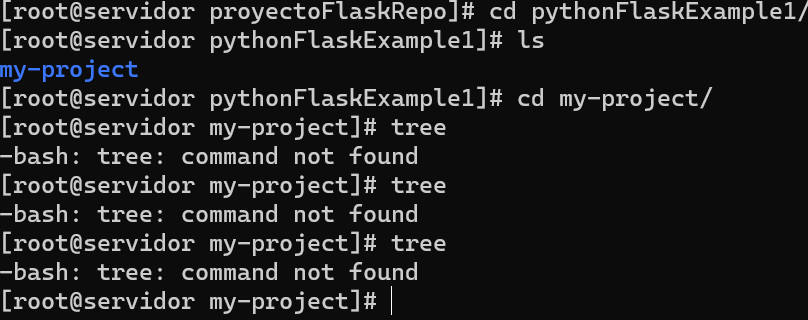 [root@servidor proyectoFlaskRepo]# cd pythonFlaskExample1/
[root@servidor pythonFlaskExample1]# ls
my-project
[root@servidor pythonFlaskExample1]# cd my-project/
[root@servidor my-project]# tree
-bash: tree: command not found
[root@servidor my-project]# tree
-bash: tree: command not found
[root@servidor my-project]# tree
-bash: tree: command not found
[root@servidor my-project]#